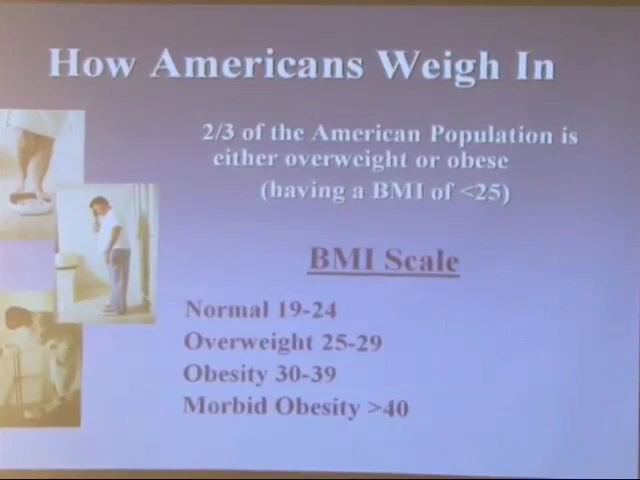 How Americans Weigh In
2/3 of the American Population is
either overweight or obese
(having a BMI of <25)
BMI Scale
Normal 19-24
Overweight 25-29
Obesity 30-39
Morbid Obesity >40